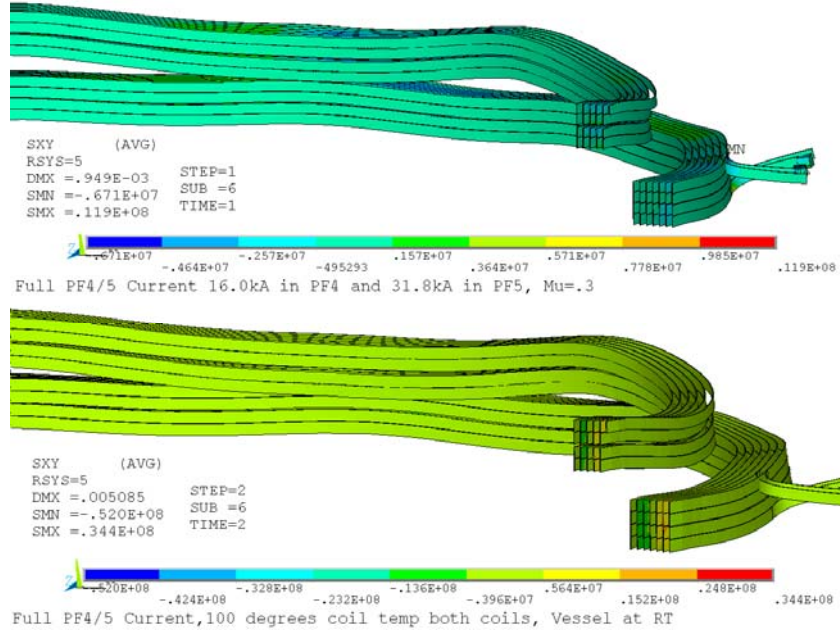 SXY (AVG)
RSYS=5
DMX =.949E-03
SMN =-.671E+07
SMX =.119E+08
STEP=1
SUB =6
TIME=1
MN
Z
-.671E+07
-.464E+07
-.257E+07
-495293
.157E+07
.364E+07
.571E+07
.778E+07
.985E+07
.119E+08
Full PF4/5 Current 16.0kA in PF4 and 31.8kA in PF5, Mu=.3
SXY (AVG)
RSYS=5
DMX =.005085
SMN =-.520E+08
SMX =.344E+08
STEP=2
SUB =6
TIME=2
Z
-.520E+08
-.424E+08
-.328E+08
-.232E+08
-.136E+08
-.396E+07
.564E+07
.152E+08
.248E+08
.344E+08
Full PF4/5 Current,100 degrees coil temp both coils, Vessel at RT